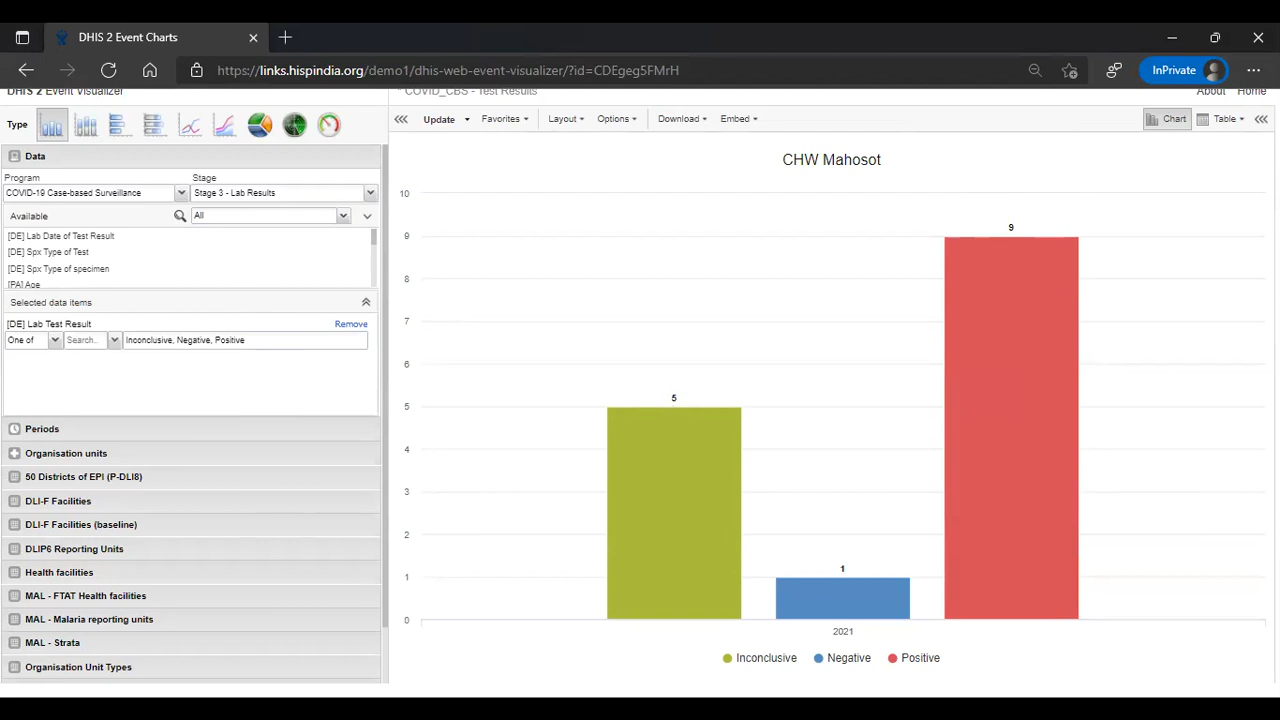 DHIS 2 Event Charts
https://links.hispindia.org/demo1/dhis-web-event-visualizer/?id=CDEgeg5FMrH
InPrivate
DHIS 2 Event Visualizer
* COVID_CBS - Test Results
About
Home
Type
Update
Favorites
Layout
Options
Download
Embed
Chart
Table
Data
Program
Stage
COVID-19 Case-based Surveillance
Stage 3 - Lab Results
Available
All
[DE] Lab Date of Test Result
[DE] Spx Type of Test
[DE] Spx Type of specimen
[PA] Age
Selected data items
[DE] Lab Test Result
Remove
One of
Search..
Inconclusive, Negative, Positive
Periods
Organisation units
50 Districts of EPI (P-DLI8)
DLI-F Facilities
DLI-F Facilities (baseline)
DLIP6 Reporting Units
Health facilities
MAL - FTAT Health facilities
MAL - Malaria reporting units
MAL - Strata
Organisation Unit Types
CHW Mahosot
10
9
8
7
6
5
4
3
2
1
0
5
1
9
2021
Inconclusive
Negative
Positive